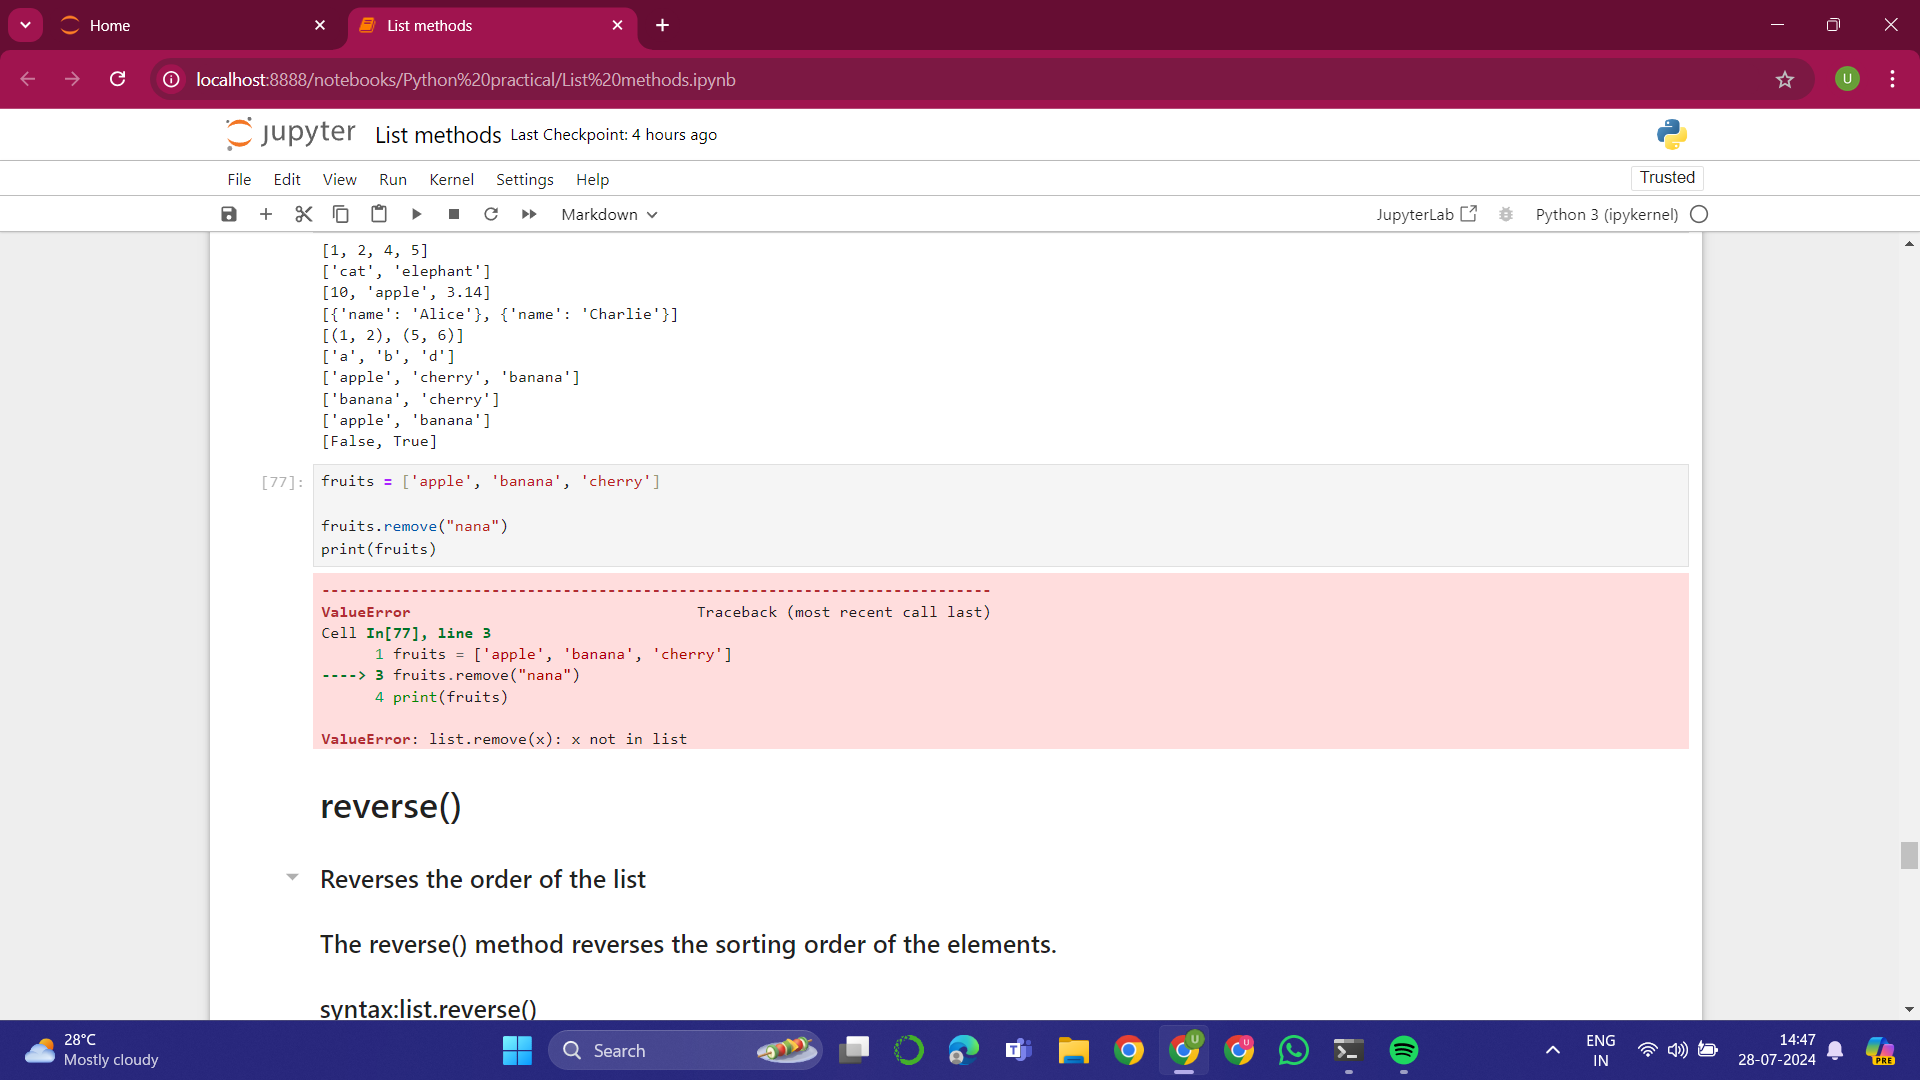 Home
List methods
localhost:8888/notebooks/Python%20practical/List%20methods.ipynb
U
jupyter List methods Last Checkpoint: 4 hours ago
File Edit View Run Kernel Settings Help
Trusted
Markdown
JupyterLab
Python 3 (ipykernel)
[1, 2, 4, 5]
['cat', 'elephant']
[10, 'apple', 3.14]
[{'name': 'Alice'}, {'name': 'Charlie'}]
[(1, 2), (5, 6)]
['a', 'b', 'd']
['apple', 'cherry', 'banana']
['banana', 'cherry']
['apple', 'banana']
[False, True]
[77]: fruits = ['apple', 'banana', 'cherry']
fruits.remove("nana")
print(fruits)
---------------------------------------------------------------------------
ValueError Traceback (most recent call last)
Cell In[77], line 3
1 fruits = ['apple', 'banana', 'cherry']
----> 3 fruits.remove("nana")
4 print(fruits)
ValueError: list.remove(x): x not in list
reverse()
Reverses the order of the list
The reverse() method reverses the sorting order of the elements.
syntax:list.reverse()
28°C
Mostly cloudy
Search
U
U
ENG
IN
14:47
28-07-2024
PRE